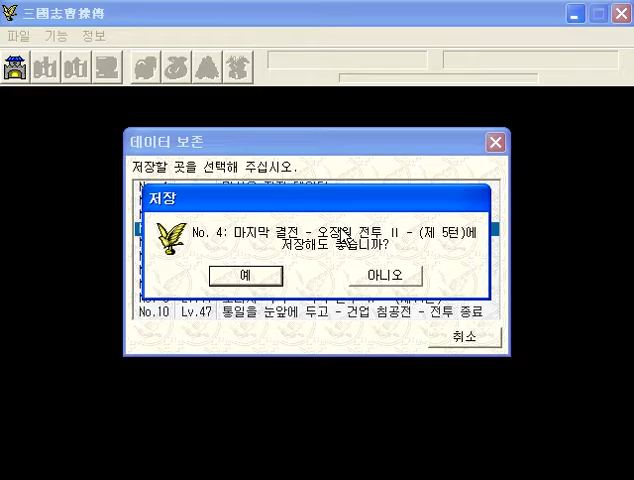 三國志曹操傳
파일 기능 정보
데이터 보존
저장할 곳을 선택해 주십시오.
저장
No. 4: 마지막 결전 - 오장원 전투 II - (제 5턴)에
저장해도 좋습니까?
예 아니오
No.10 Lv.47 통일을 눈앞에 두고 - 건업 침공전 - 전투 종료
취소